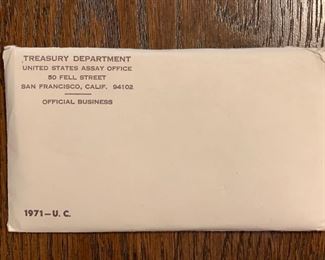 TREASURY DEPARTMENT
UNITED STATES ASSAY OFFICE
50 FELL STREET
SAN FRANCISCO, CALIF. 94102
OFFICIAL BUSINESS
1971—U. C.